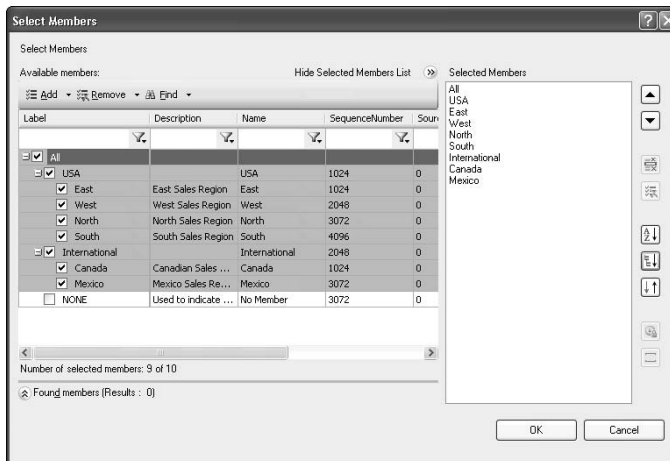 Select Members
Select Members
Available members:
Hide Selected Members List
Add Remove Find
Label Description Name SequenceNumber
All
USA USA 1024 0
East East Sales Region East 1024 0
West West Sales Region West 2048 0
North North Sales Region North 3072 0
South South Sales Region South 4096 0
International International 2048 0
Canada Canadian Sales ... Canada 1024 0
Mexico Mexico Sales Re... Mexico 3072 0
NONE Used to indicate ... No Member 3072 0
Number of selected members: 9 of 10
Found members (Results : 0)
Selected Members
All
USA
East
West
North
South
International
Canada
Mexico
OK Cancel